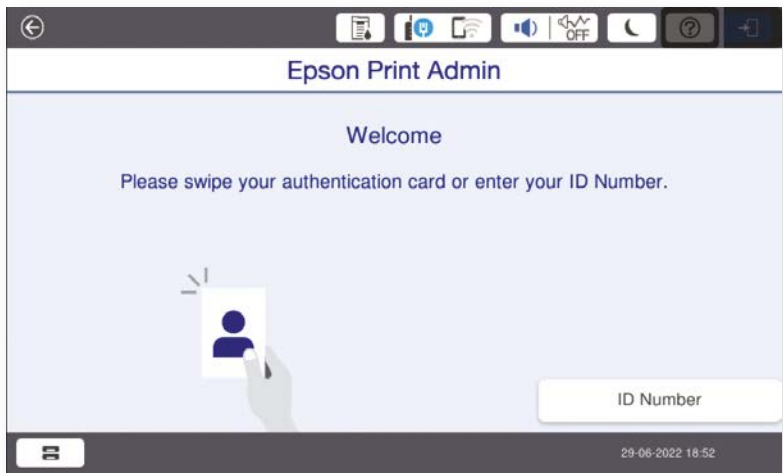 OFF
Epson Print Admin
Welcome
Please swipe your authentication card or enter your ID Number.
ID Number
29-06-2022 18:52